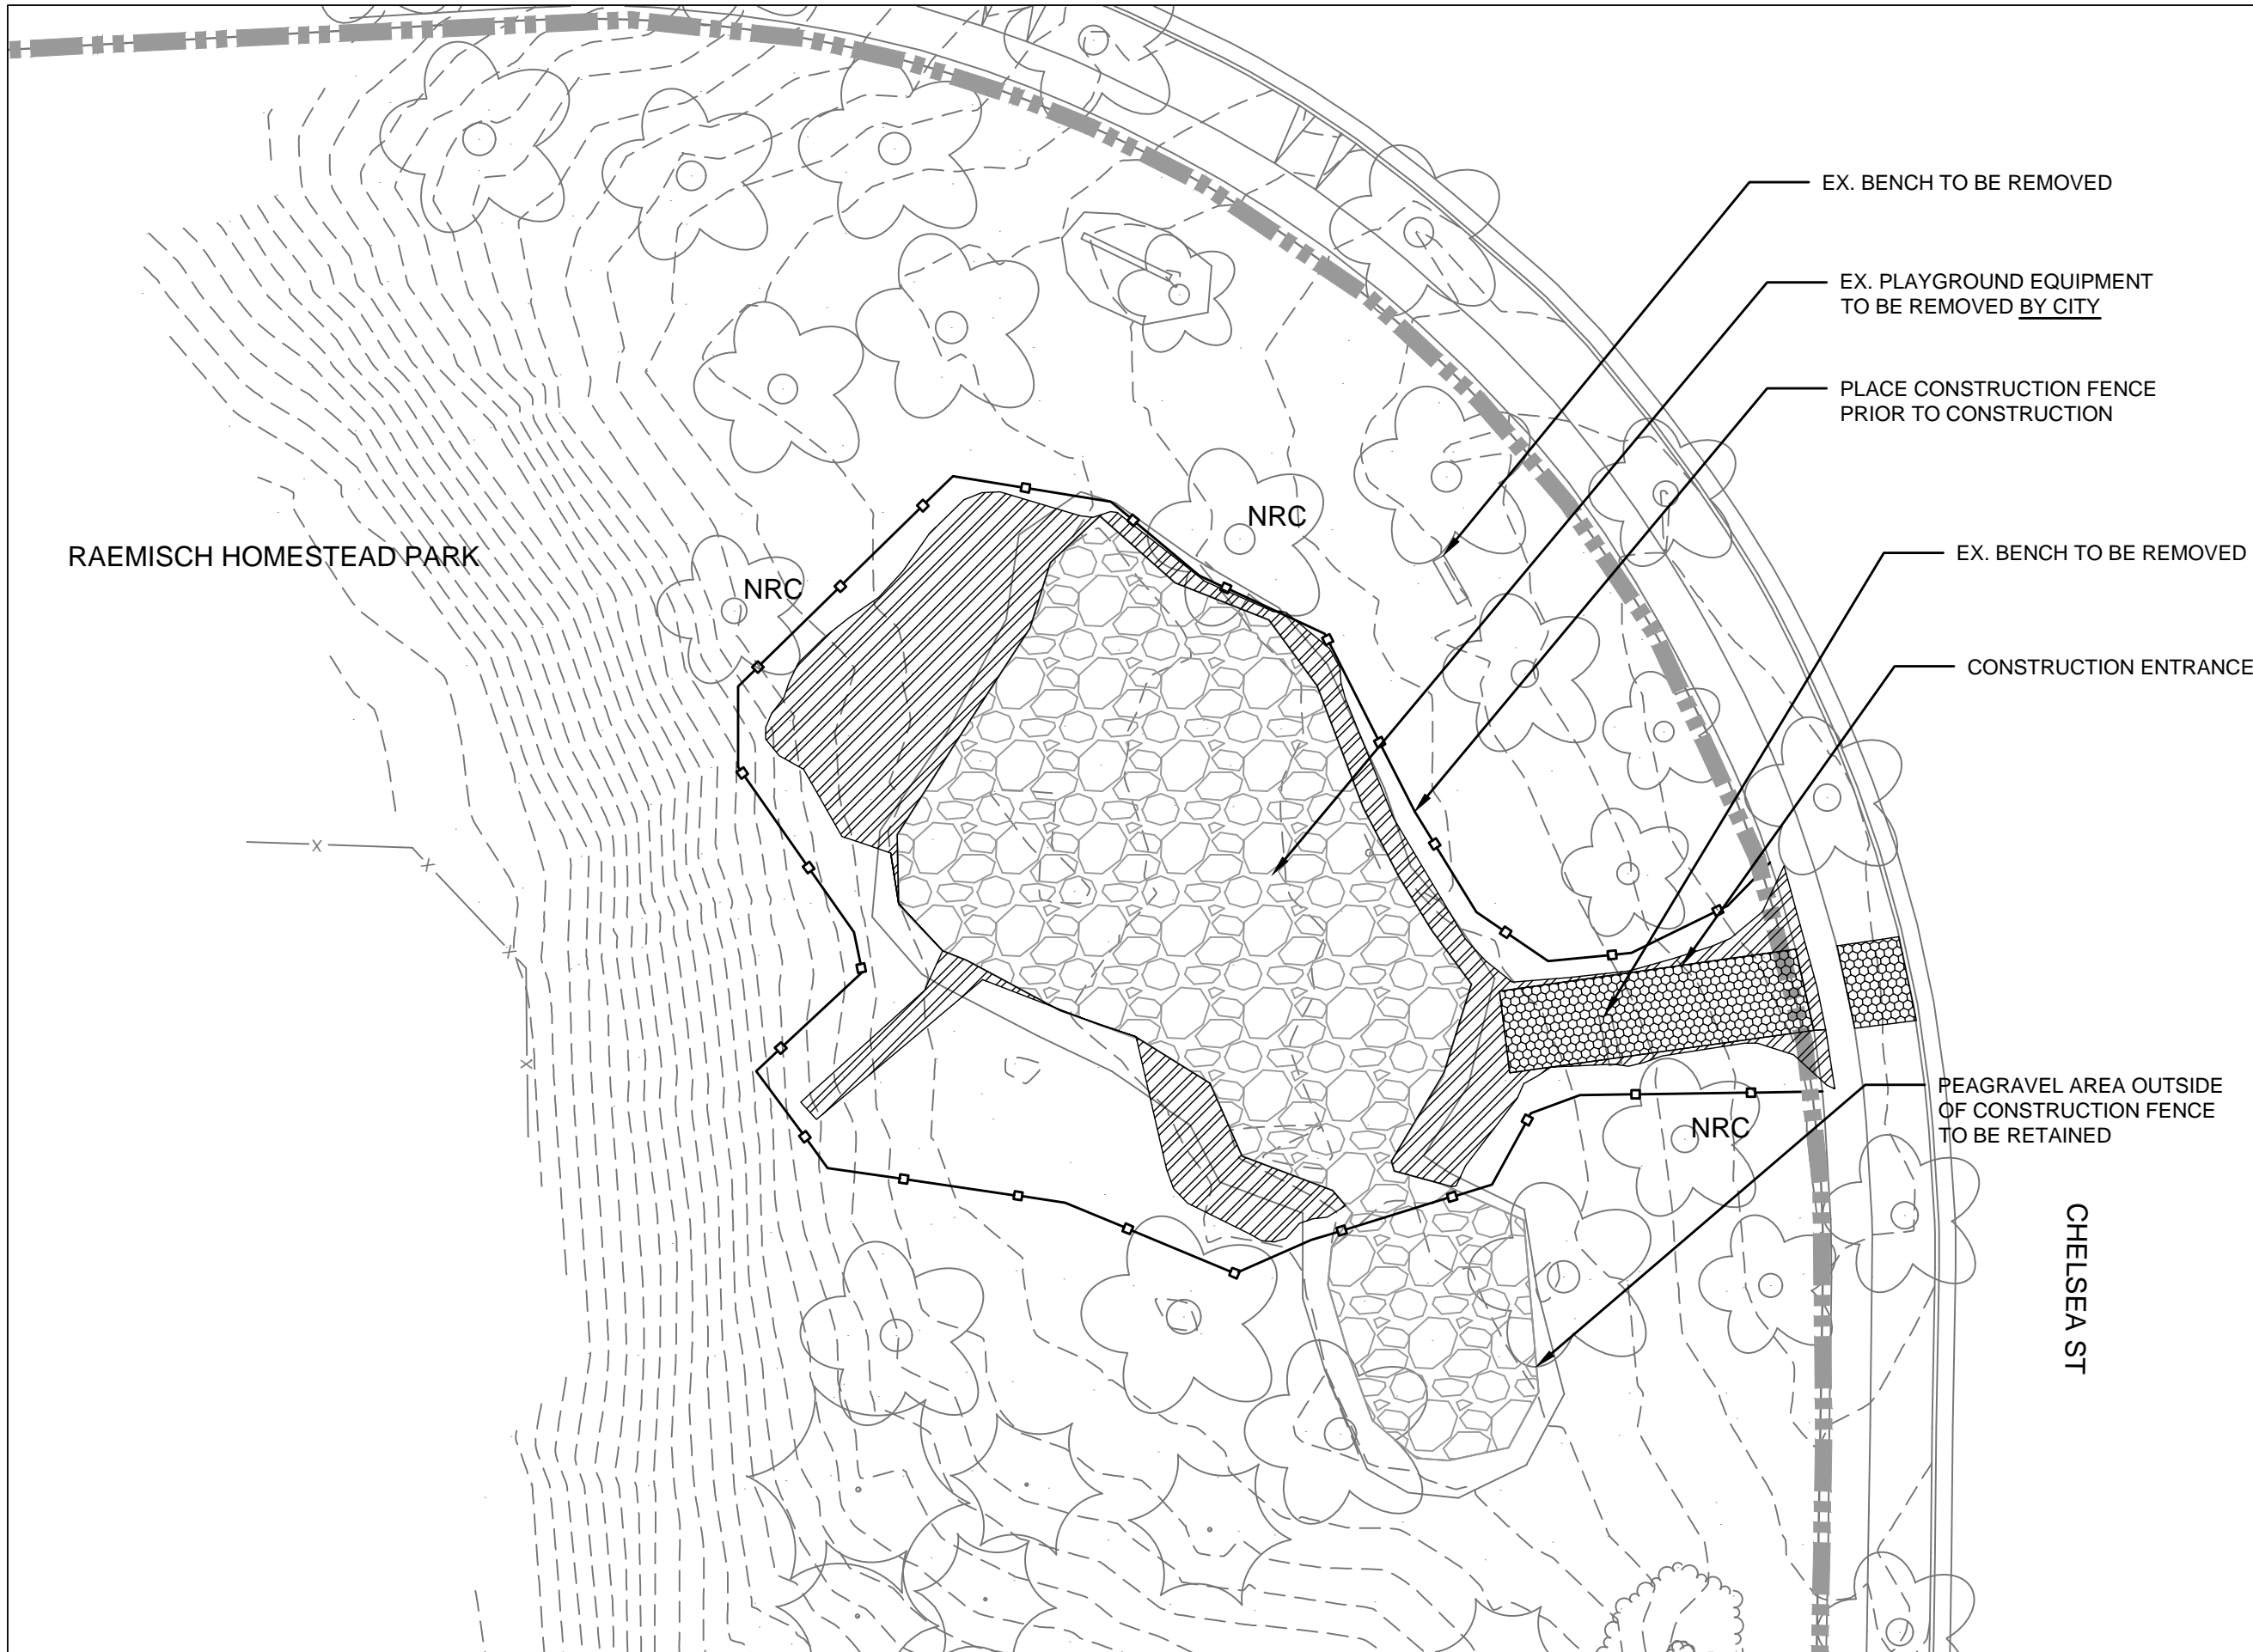 EX. BENCH TO BE REMOVED
EX. PLAYGROUND EQUIPMENT
TO BE REMOVED BY CITY
PLACE CONSTRUCTION FENCE
PRIOR TO CONSTRUCTION
NRC
RAEMISCH HOMESTEAD PARK
EX. BENCH TO BE REMOVED
NRC
CONSTRUCTION ENTRANCE
X
X
X
X
PEAGRAVEL AREA OUTSIDE
OF CONSTRUCTION FENCE
TO BE RETAINED
NRC
CHELSEA ST